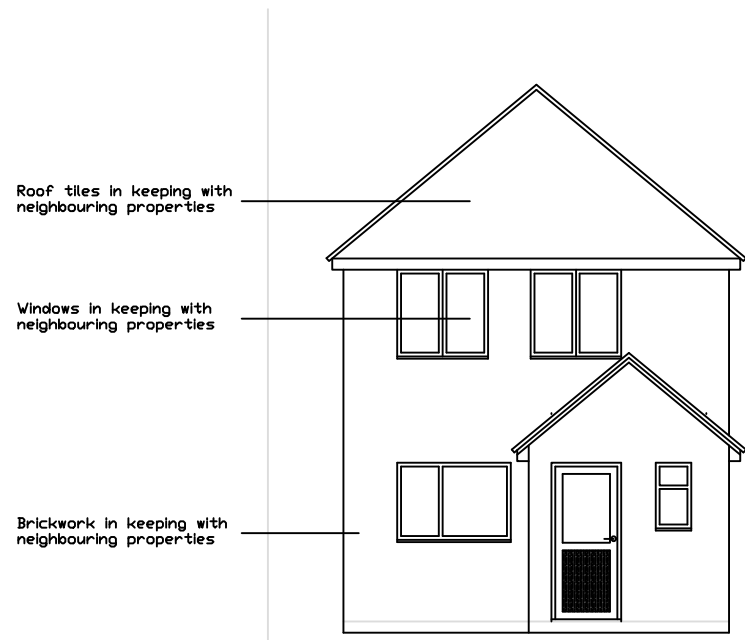 Roof tiles in keeping with
neighbouring properties
Windows in keeping with
neighbouring properties
Brickwork in keeping with
neighbouring properties